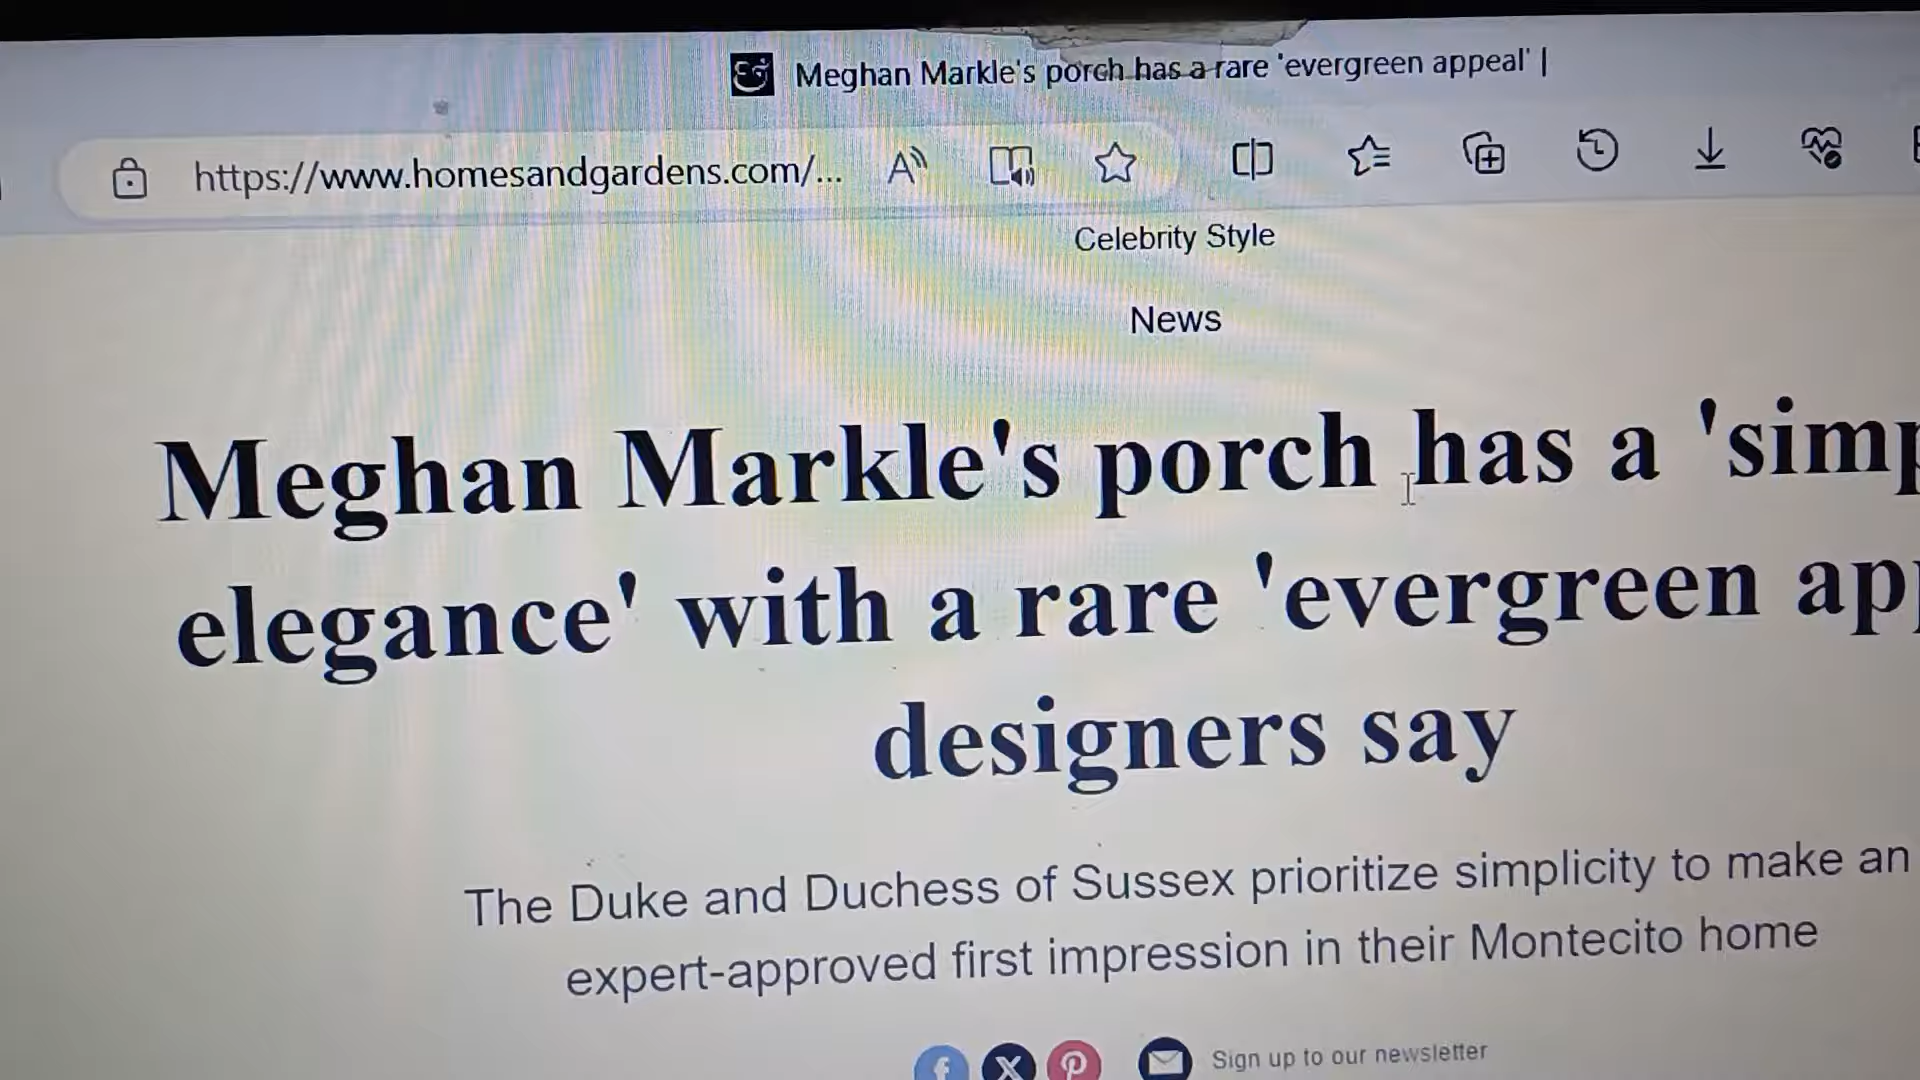 Meghan Markle's porch has a rare 'evergreen appeal' |
https://www.homesandgardens.com/...
Celebrity Style
News
Meghan Markle's porch has a 'simp
elegance' with a rare 'evergreen ap
designers say
The Duke and Duchess of Sussex prioritize simplicity to make an
expert-approved first impression in their Montecito home
Sign up to our newsletter